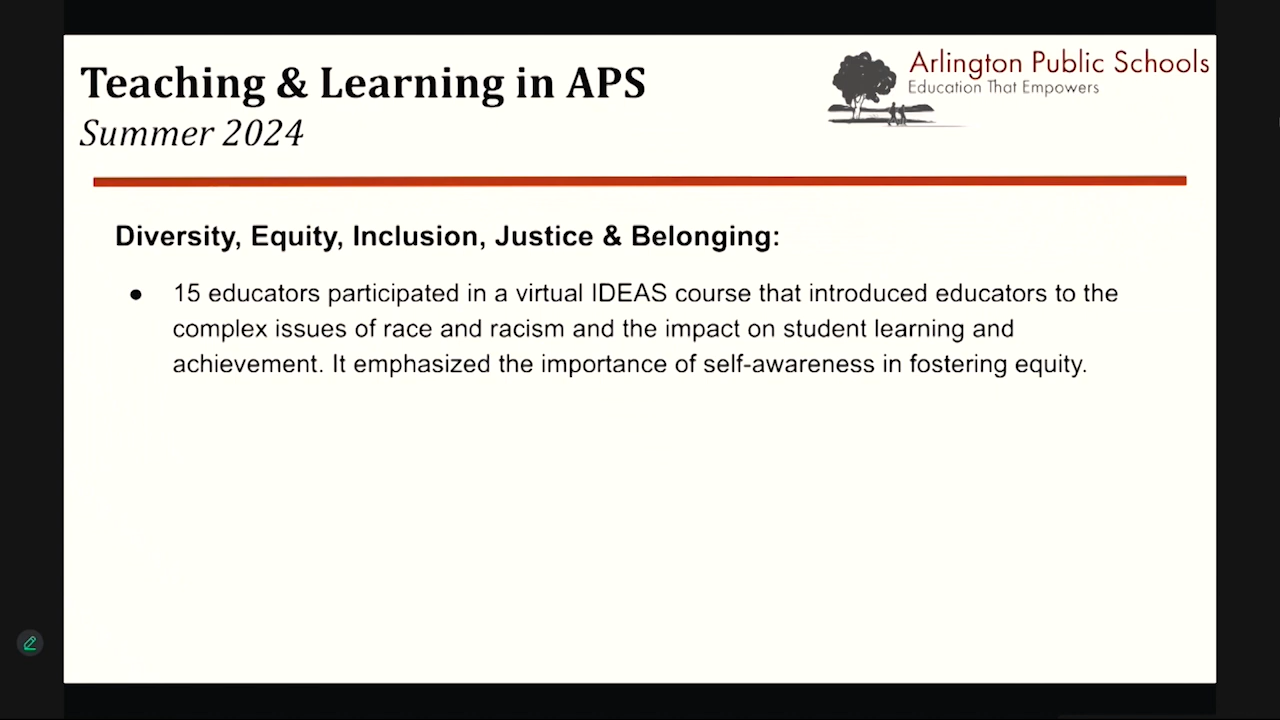 Teaching & Learning in APS
Summer 2024
Arlington Public Schools
Education That Empowers
Diversity, Equity, Inclusion, Justice & Belonging:
● 15 educators participated in a virtual IDEAS course that introduced educators to the
complex issues of race and racism and the impact on student learning and
achievement. It emphasized the importance of self-awareness in fostering equity.